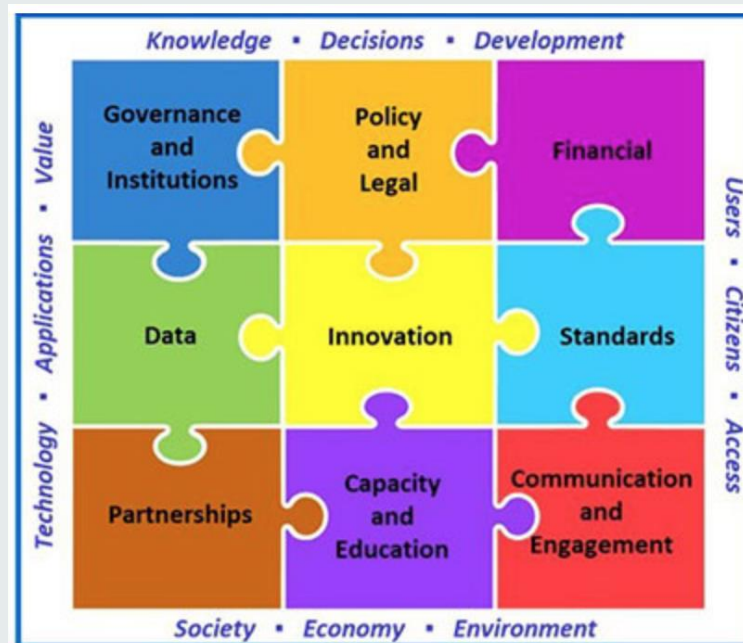 Knowledge ▪ Decisions ▪ Development
Governance
and
Institutions
Policy
and
Legal
Financial
Data
Innovation
Standards
Partnerships
Capacity
and
Education
Communication
and
Engagement
Technology ▪ Applications ▪ Value
Users ▪ Citizens ▪ Access
Society ▪ Economy ▪ Environment